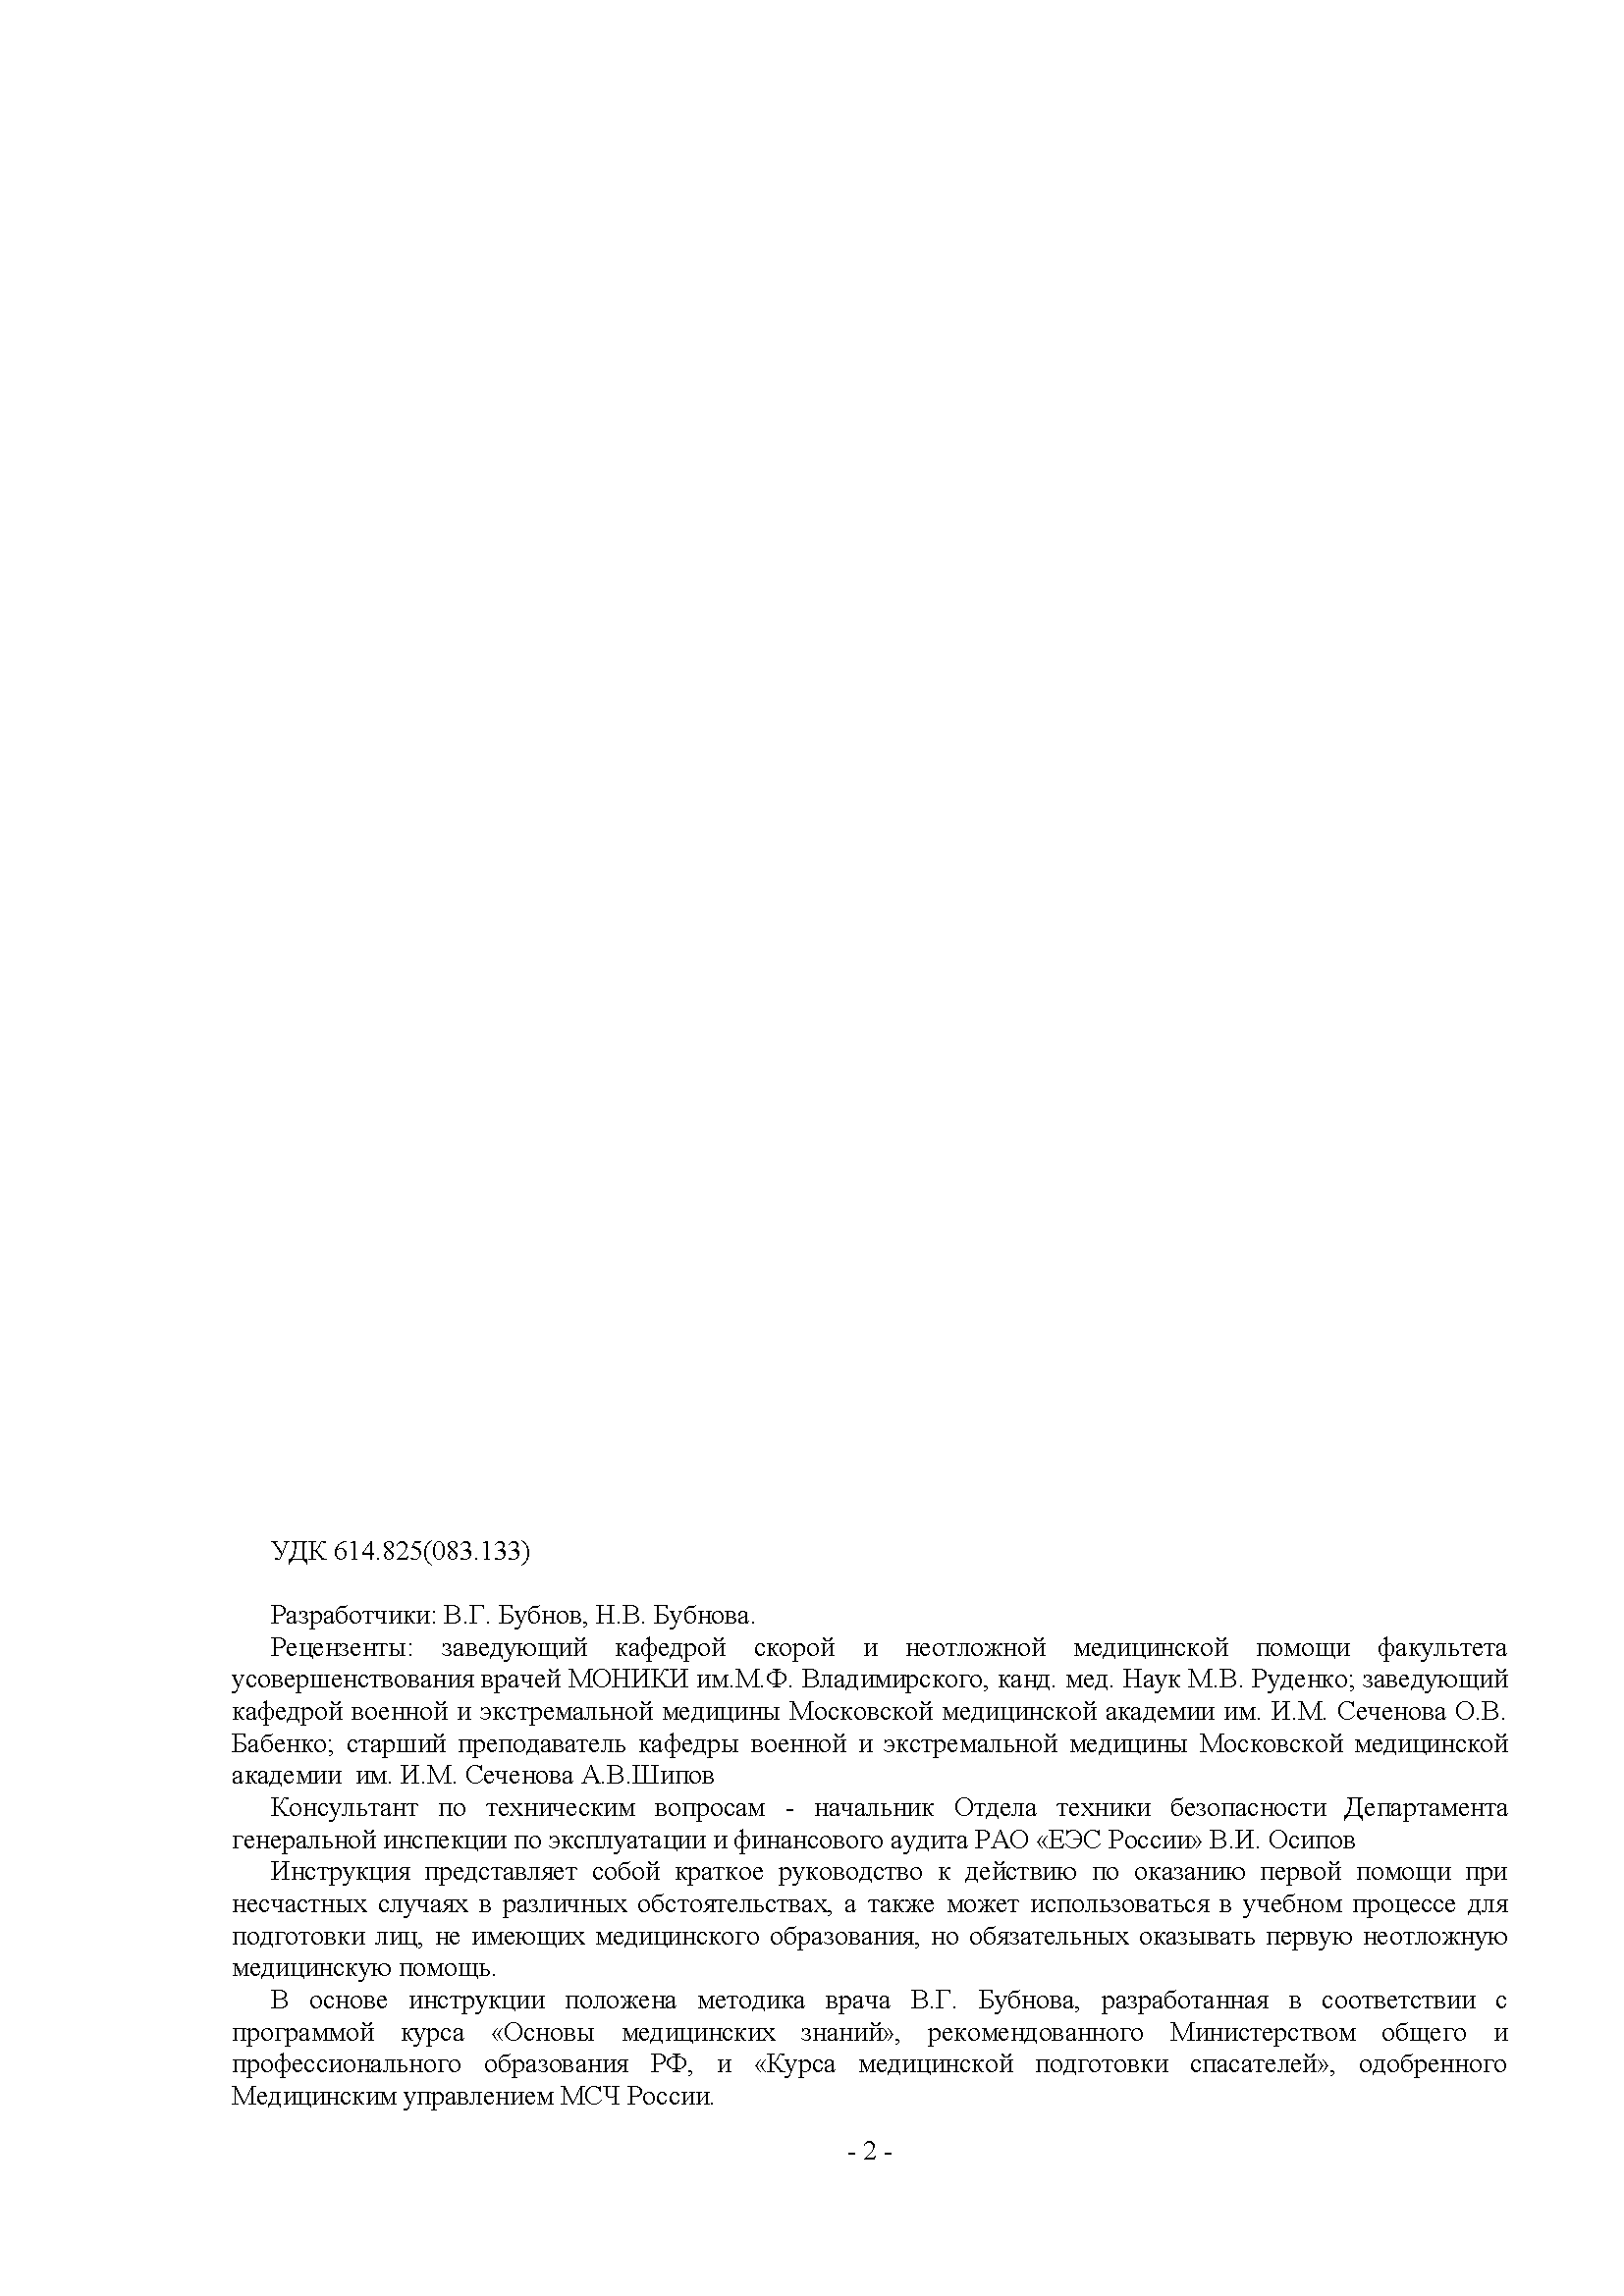 УДК 614.825(083.133)
Разработчики: В.Г. Бубнов, Н.В. Бубнова.
Рецензенты: заведующий кафедрой скорой и неотложной медицинской помощи факультета
усовершенствования врачей МОНИКИ им.М.Ф. Владимирского, канд. мед. Наук М.В. Руденко; заведующий
кафедрой военной и экстремальной медицины Московской медицинской академии им. И.М. Сеченова О.В.
Бабенко; старший преподаватель кафедры военной и экстремальной медицины Московской медицинской
академии  им. И.М. Сеченова А.В.Шипов
Консультант по техническим вопросам - начальник Отдела техники безопасности Департамента
генеральной инспекции по эксплуатации и финансового аудита РАО «ЕЭС России» В.И. Осипов
Инструкция представляет собой краткое руководство к действию по оказанию первой помощи при
несчастных случаях в различных обстоятельствах, а также может использоваться в учебном процессе для
подготовки лиц, не имеющих медицинского образования, но обязательных оказывать первую неотложную
медицинскую помощь.
В основе инструкции положена методика врача В.Г. Бубнова, разработанная в соответствии с
программой курса «Основы медицинских знаний», рекомендованного Министерством общего и
профессионального образования РФ, и «Курса медицинской подготовки спасателей», одобренного
Медицинским управлением МСЧ России.
- 2 -